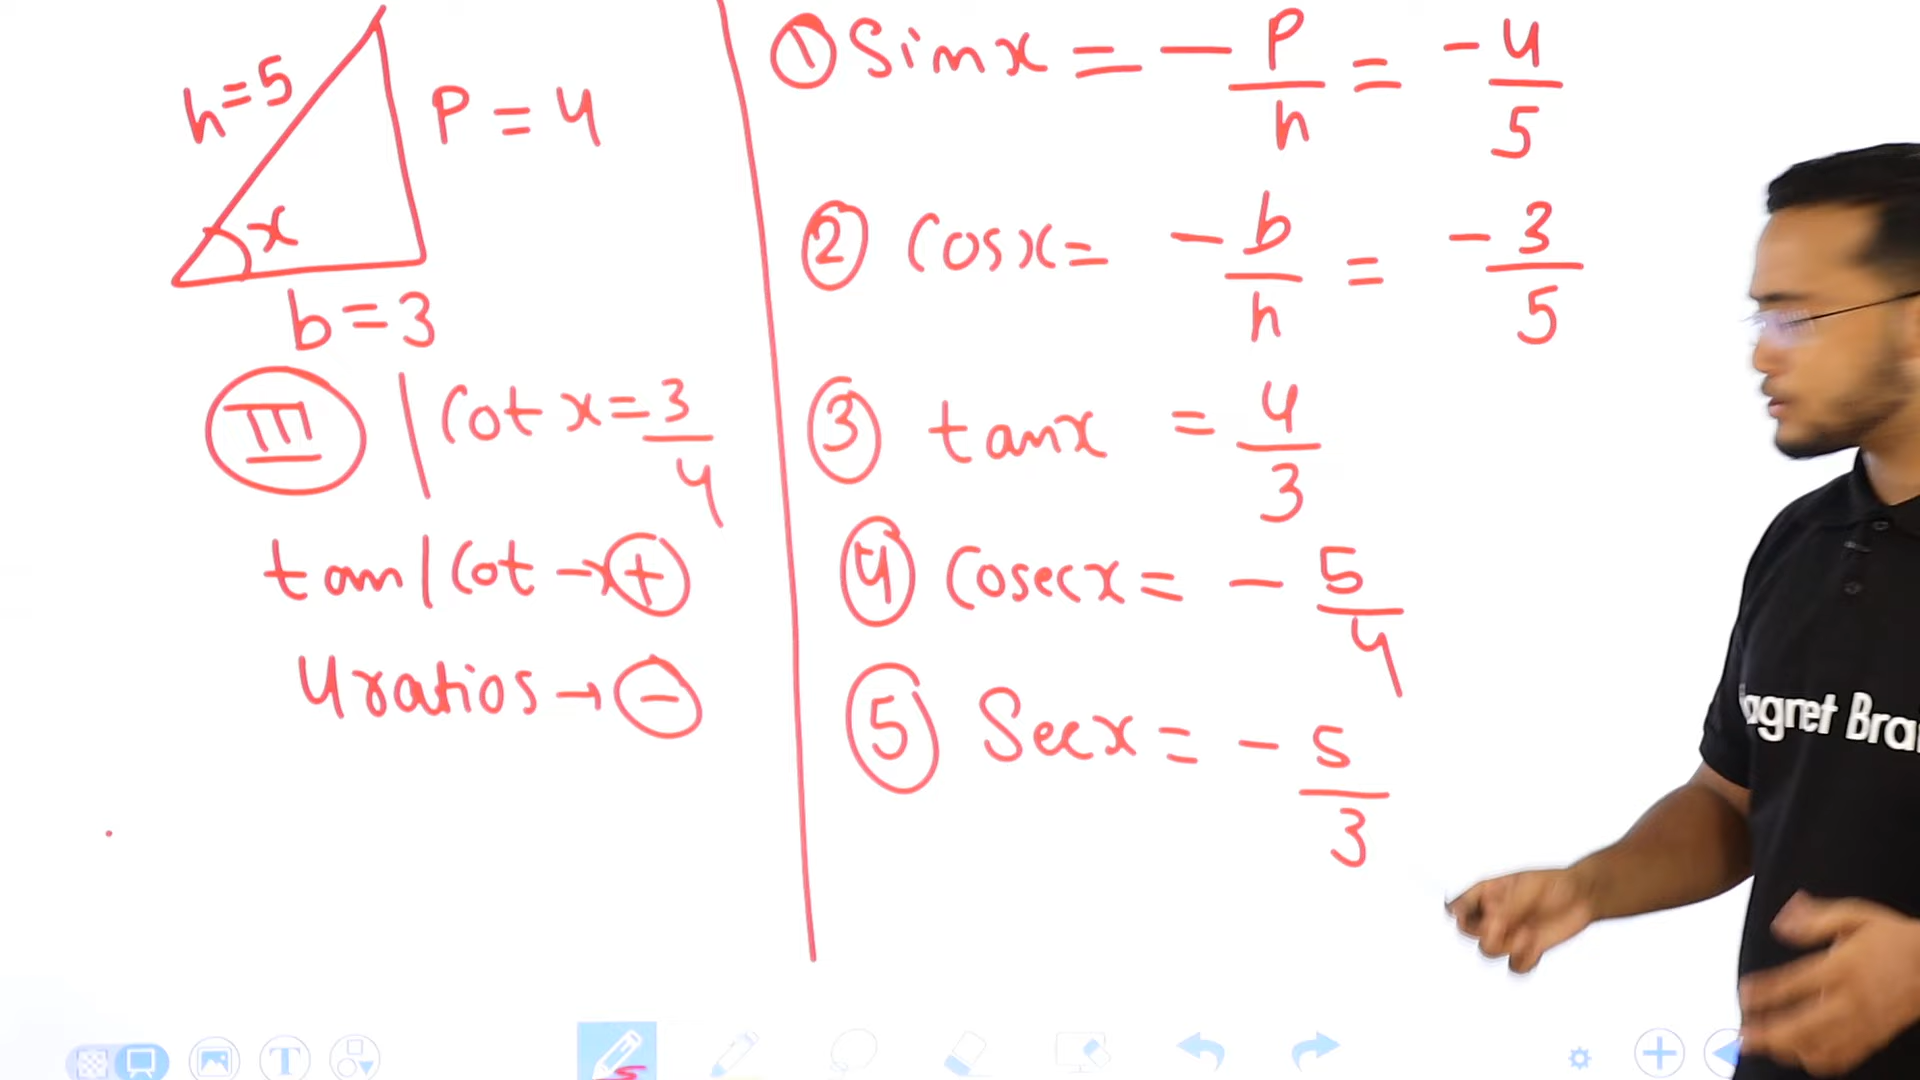 h=5
P = 4
x
b=3
III | Cot x = 3/4
tan | Cot → +
4 ratios → −
① Sin x = − P/h = − 4/5
② Cos x = − b/h = − 3/5
③ tan x = 4/3
④ Cosec x = − 5/4
⑤ Sec x = − 5/3
agnet Bra
T